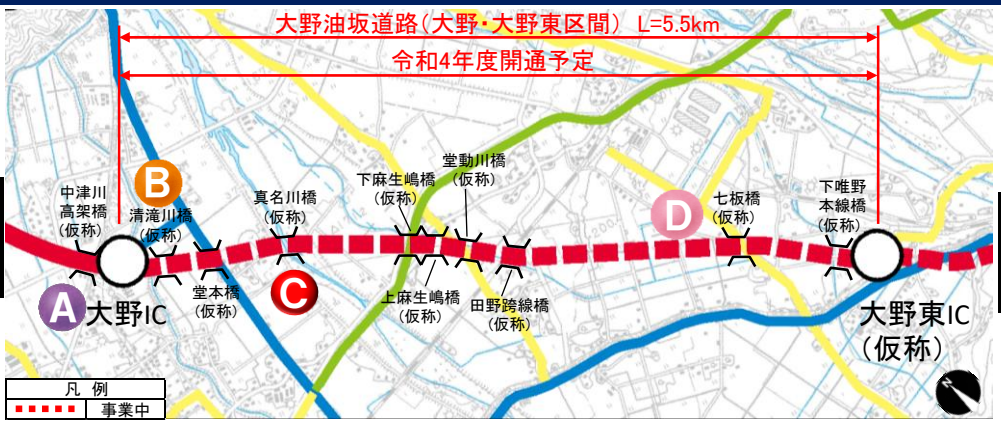 大野油坂道路(大野・大野東区間) L=5.5km
令和4年度開通予定
中津川
高架橋
(仮称)
B
清滝川橋
(仮称)
真名川橋
(仮称)
下麻生嶋橋
(仮称)
堂動川橋
(仮称)
D
七板橋
(仮称)
下唯野
本線橋
(仮称)
A
大野IC
堂本橋
(仮称)
C
上麻生嶋橋
(仮称)
田野跨線橋
(仮称)
大野東IC
(仮称)
凡 例
事業中
N